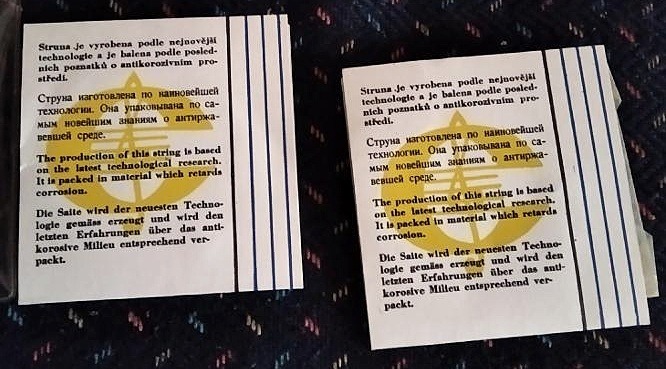 Struna je vyrobena podle nejnovější
technologie a je balena podle posled-
ních poznatků o antikorozivním pro-
středí.
Струна изготовлена по наиновейшей
технологии. Она упаковывана по са-
мым новейшим знаниям о антиржа-
вевшей среде.
The production of this string is based
on the latest technological research.
It is packed in material which retards
corrosion.
Die Saite wird der neuesten Techno-
logie gemäss erzeugt und wird den
letzten Erfahrungen über das anti-
korosive Milieu entsprechend ver-
packt.
Struna je vyrobena podle nejnovější
technologie a je balena podle posled-
ních poznatků o antikorozivním pro-
středí.
Струна изготовлена по наиновейшей
технологии. Она упаковывана по са-
мым новейшим знаниям о антиржа-
вевшей среде.
The production of this string is based
on the latest technological research.
It is packed in material which retards
corrosion.
Die Saite wird der neuesten Techno-
logie gemäss erzeugt und wird den
letzten Erfahrungen über das anti-
korosive Milieu entsprechend ver-
packt.